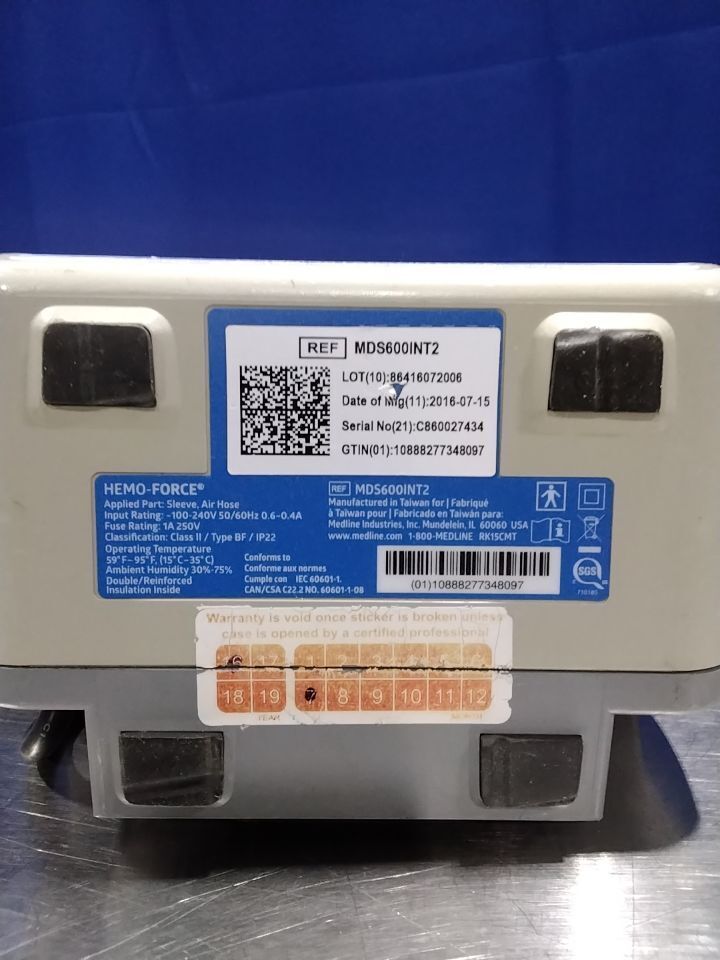 REF MDS600INT2
LOT(10):86416072006
Date of Mfg(11):2016-07-15
Serial No(21):C860027434
GTIN(01):10888277348097
HEMO-FORCE®
Applied Part: Sleeve, Air Hose
Input Rating: ~100-240V 50/60Hz 0.6-0.4A
Fuse Rating: 1A 250V
Classification: Class II / Type BF / IP22
Operating Temperature
59°F-95°F, (15°C-35°C)
Ambient Humidity 30%-75%
Double/Reinforced
Insulation Inside
Conforms to
Conforme aux normes
Cumple con IEC 60601-1.
CAN/CSA C22.2 NO. 60601-1-08
REF MDS600INT2
Manufactured in Taiwan for | Fabriqué
à Taïwan pour | Fabricado en Taiwán para:
Medline Industries, Inc. Mundelein, IL 60060 USA
www.medline.com 1-800-MEDLINE RK15CMT
(01)10888277348097
SGS
Warranty is void once sticker is broken unless
case is opened by a certified professional
16 17 1 2 3 4 5 6
18 19 7 8 9 10 11 12
YEAR MONTH